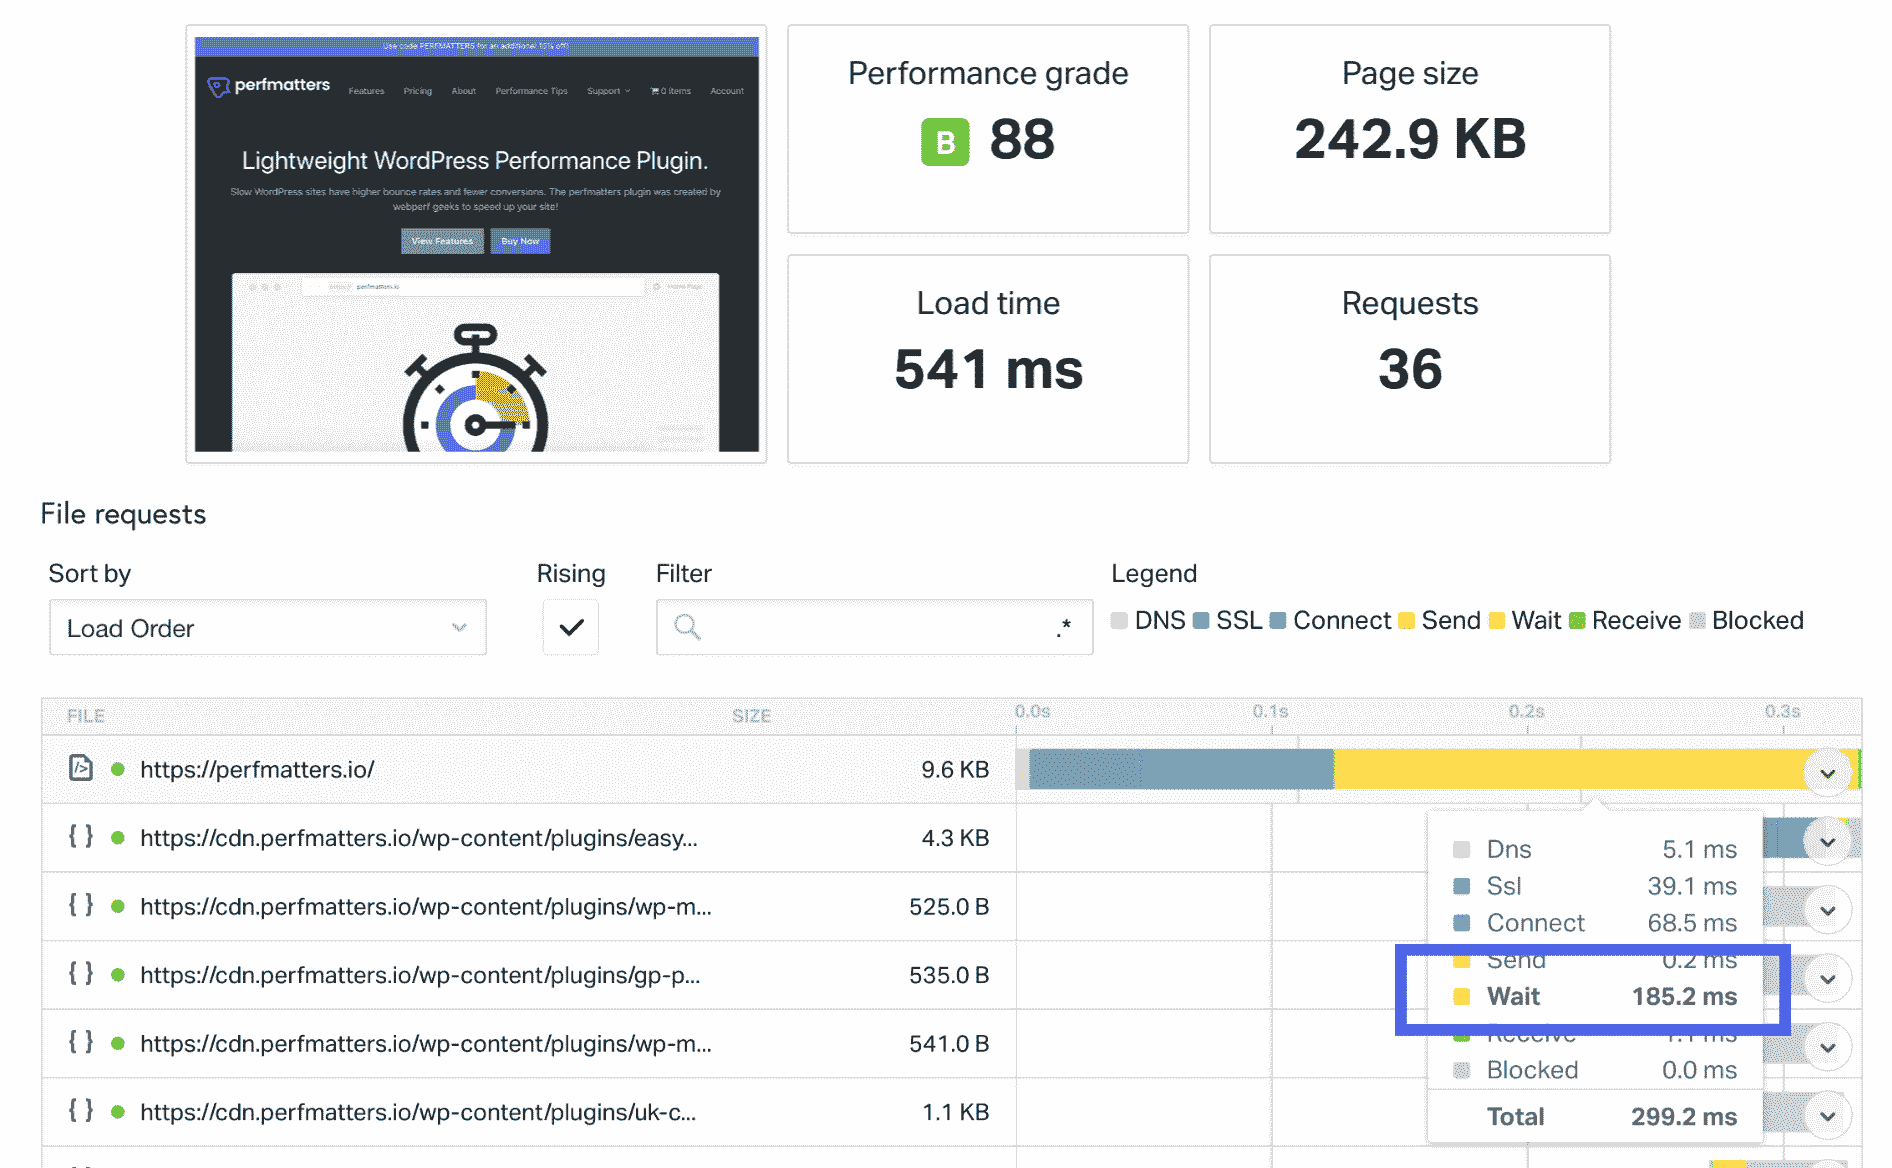 Use code PERFMATTERS for an additional 15% off!
perfmatters
Features Pricing About Performance Tips Support 0 items Account
Lightweight WordPress Performance Plugin.
Slow WordPress sites have higher bounce rates and fewer conversions. The perfmatters plugin was created by
webperf geeks to speed up your site!
View Features Buy Now
https:// perfmatters.io Home Page
Performance grade
B 88
Page size
242.9 KB
Load time
541 ms
Requests
36
File requests
Sort by Rising Filter Legend
Load Order .* DNS SSL Connect Send Wait Receive Blocked
FILE SIZE 0.0s 0.1s 0.2s 0.3s
https://perfmatters.io/ 9.6 KB
https://cdn.perfmatters.io/wp-content/plugins/easy... 4.3 KB
https://cdn.perfmatters.io/wp-content/plugins/wp-m... 525.0 B
https://cdn.perfmatters.io/wp-content/plugins/gp-p... 535.0 B
https://cdn.perfmatters.io/wp-content/plugins/wp-m... 541.0 B
https://cdn.perfmatters.io/wp-content/plugins/uk-c... 1.1 KB
Dns 5.1 ms
Ssl 39.1 ms
Connect 68.5 ms
Send 0.2 ms
Wait 185.2 ms
Receive 1.1 ms
Blocked 0.0 ms
Total 299.2 ms